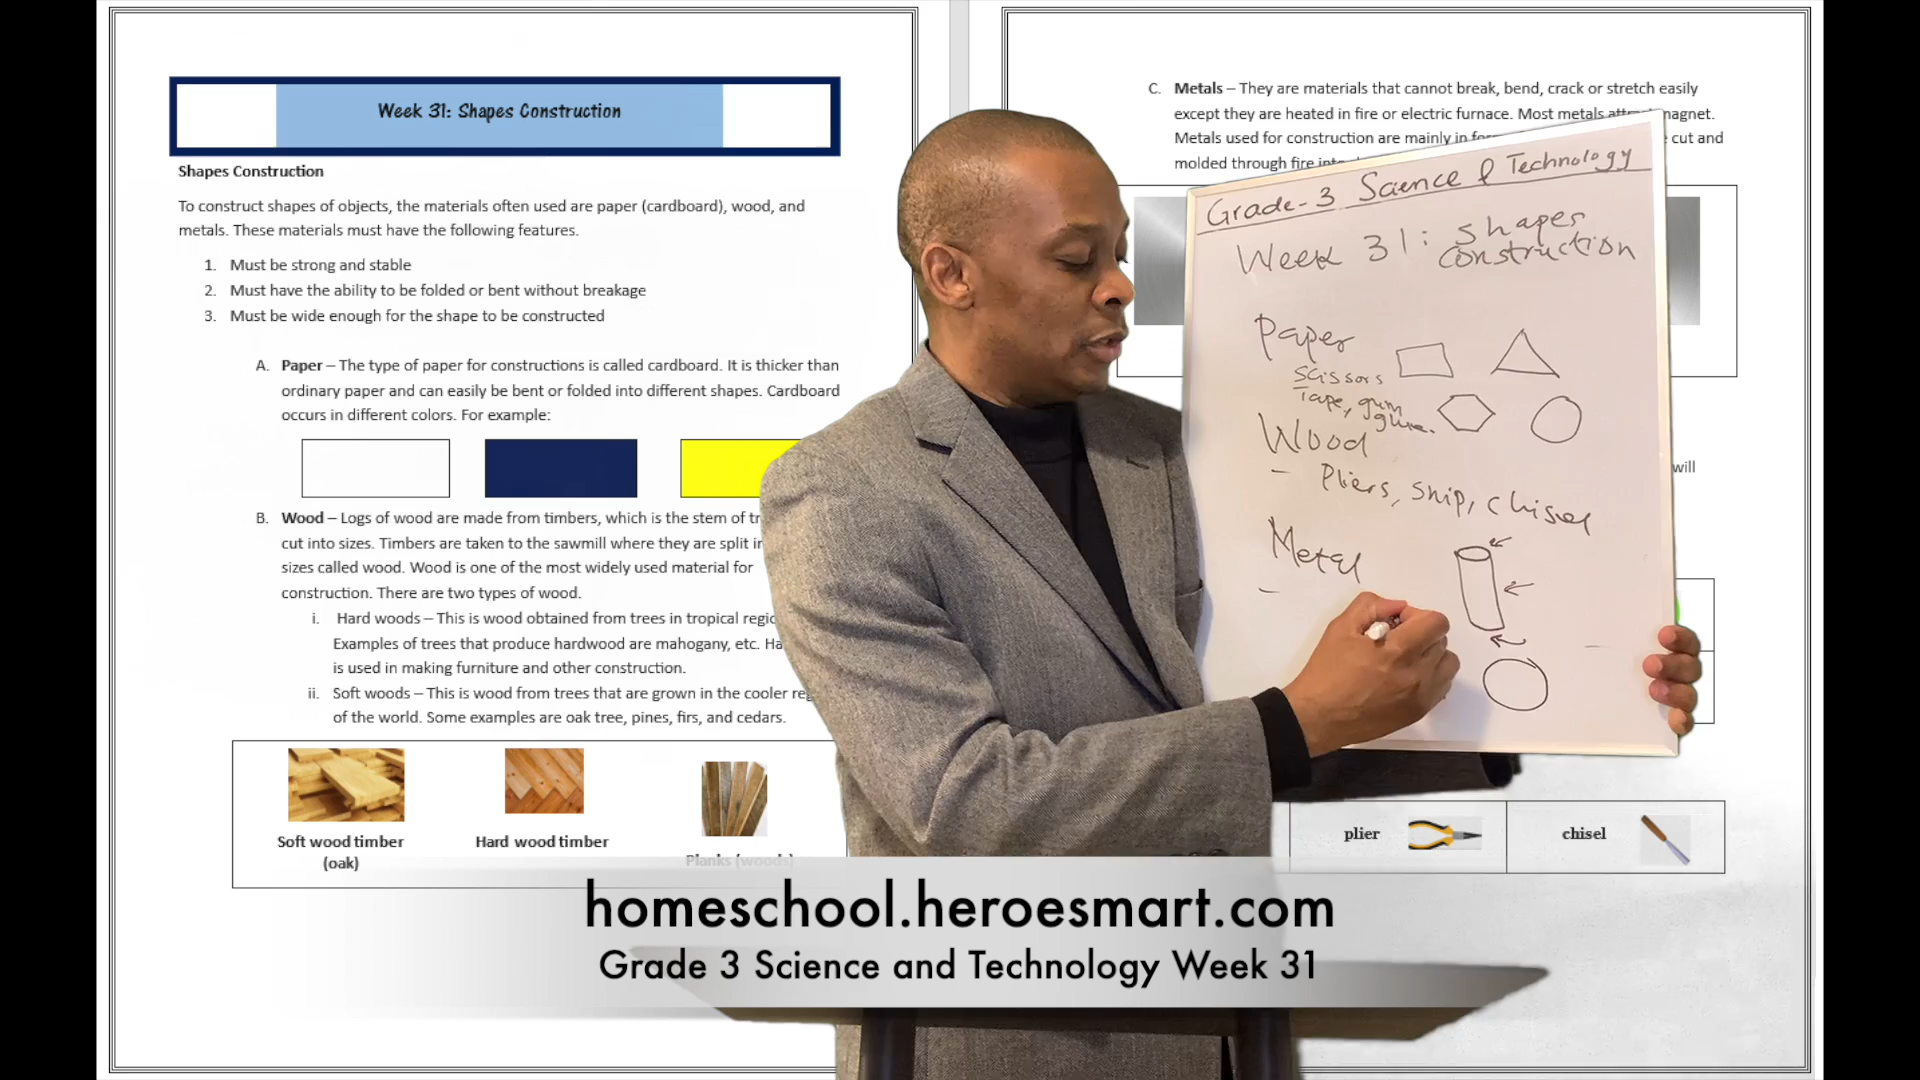 Week 31: Shapes Construction
Shapes Construction
To construct shapes of objects, the materials often used are paper (cardboard), wood, and
metals. These materials must have the following features.
1. Must be strong and stable
2. Must have the ability to be folded or bent without breakage
3. Must be wide enough for the shape to be constructed
A. Paper – The type of paper for constructions is called cardboard. It is thicker than
ordinary paper and can easily be bent or folded into different shapes. Cardboard
occurs in different colors. For example:
B. Wood – Logs of wood are made from timbers, which is the stem of
cut into sizes. Timbers are taken to the sawmill where they are split
sizes called wood. Wood is one of the most widely used material for
construction. There are two types of wood.
i. Hard woods – This is wood obtained from trees in tropical
Examples of trees that produce hardwood are mahogany, etc.
is used in making furniture and other construction.
ii. Soft woods – This is wood from trees that are grown in the cooler
of the world. Some examples are oak tree, pines, firs, and cedars.
Soft wood timber
(oak)
Hard wood timber
Planks (woods)
C. Metals – They are materials that cannot break, bend, crack or stretch easily
except they are heated in fire or electric furnace. Most metals
Metals used for construction are mainly in cut and
molded through fire
will
plier
chisel
Grade-3 Science & Technology
Week 31: shapes
construction
Paper
Scissors
Tape, gum
glue.
Wood
- Pliers, snip, chisel
Metal
-
homeschool.heroesmart.com
Grade 3 Science and Technology Week 31